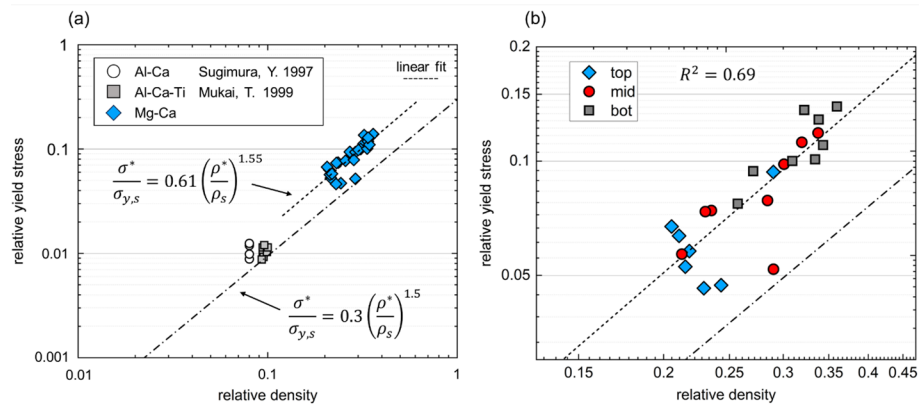 (a)
relative yield stress
1
0.1
0.01
0.001
0.01
0.1
1
relative density
Al-Ca Sugimura, Y. 1997
Al-Ca-Ti Mukai, T. 1999
Mg-Ca
linear fit
σ*/σy,s = 0.61 (ρ*/ρs)^1.55
σ*/σy,s = 0.3 (ρ*/ρs)^1.5
(b)
relative yield stress
0.2
0.15
0.1
0.05
0.15
0.2
0.25
0.3
0.35
0.4
0.45
relative density
top
mid
bot
R² = 0.69